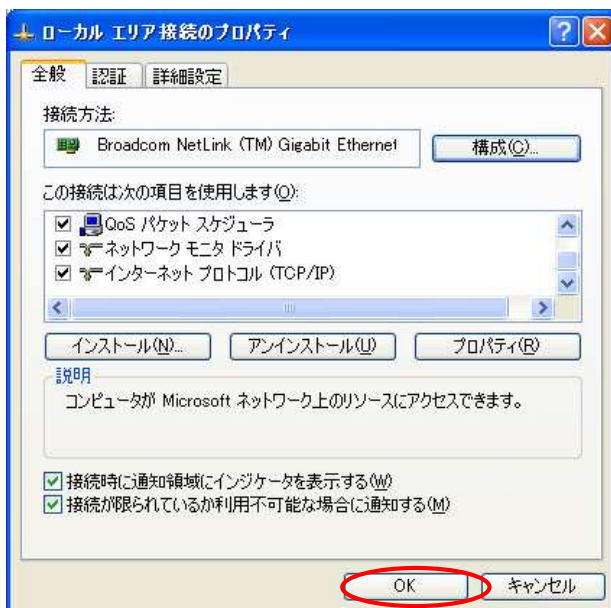 ローカル エリア接続のプロパティ
全般 認証 詳細設定
接続方法:
Broadcom NetLink (TM) Gigabit Ethernet 構成(C)...
この接続は次の項目を使用します(O):
QoS パケット スケジューラ
ネットワーク モニタ ドライバ
インターネット プロトコル (TCP/IP)
インストール(N)... アンインストール(U) プロパティ(R)
説明
コンピュータが Microsoft ネットワーク上のリソースにアクセスできます。
接続時に通知領域にインジケータを表示する(W)
接続が限られているか利用不可能な場合に通知する(M)
OK キャンセル